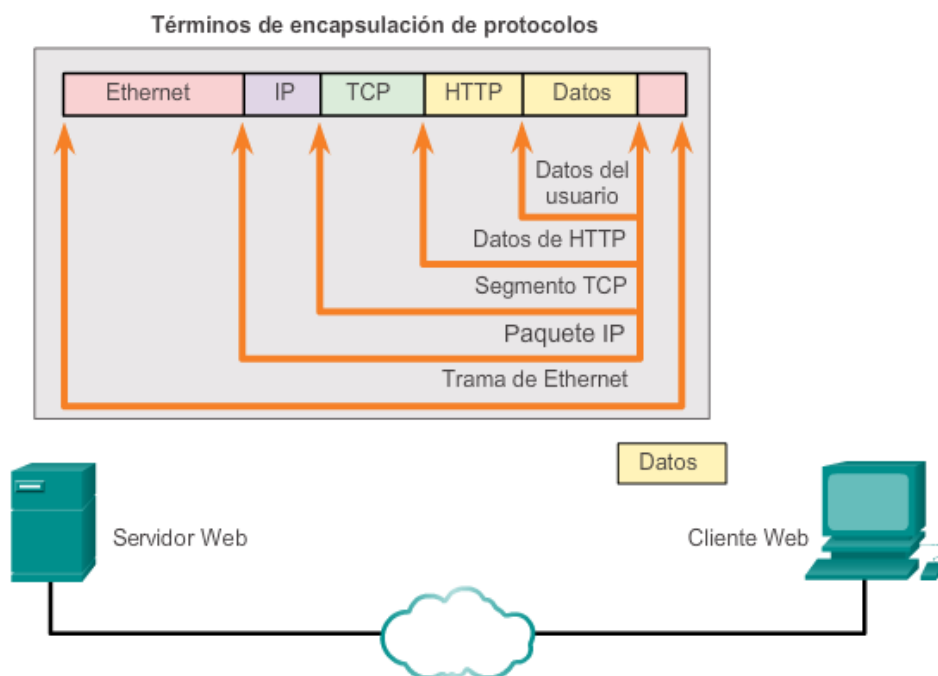 Términos de encapsulación de protocolos
Ethernet IP TCP HTTP Datos
Datos del
usuario
Datos de HTTP
Segmento TCP
Paquete IP
Trama de Ethernet
Datos
Servidor Web
Cliente Web